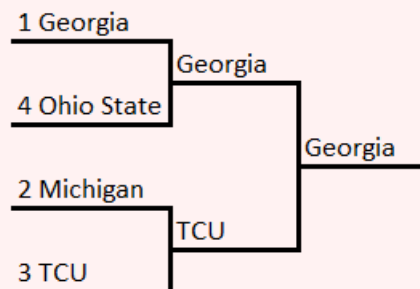 1 Georgia
Georgia
4 Ohio State
Georgia
2 Michigan
TCU
3 TCU